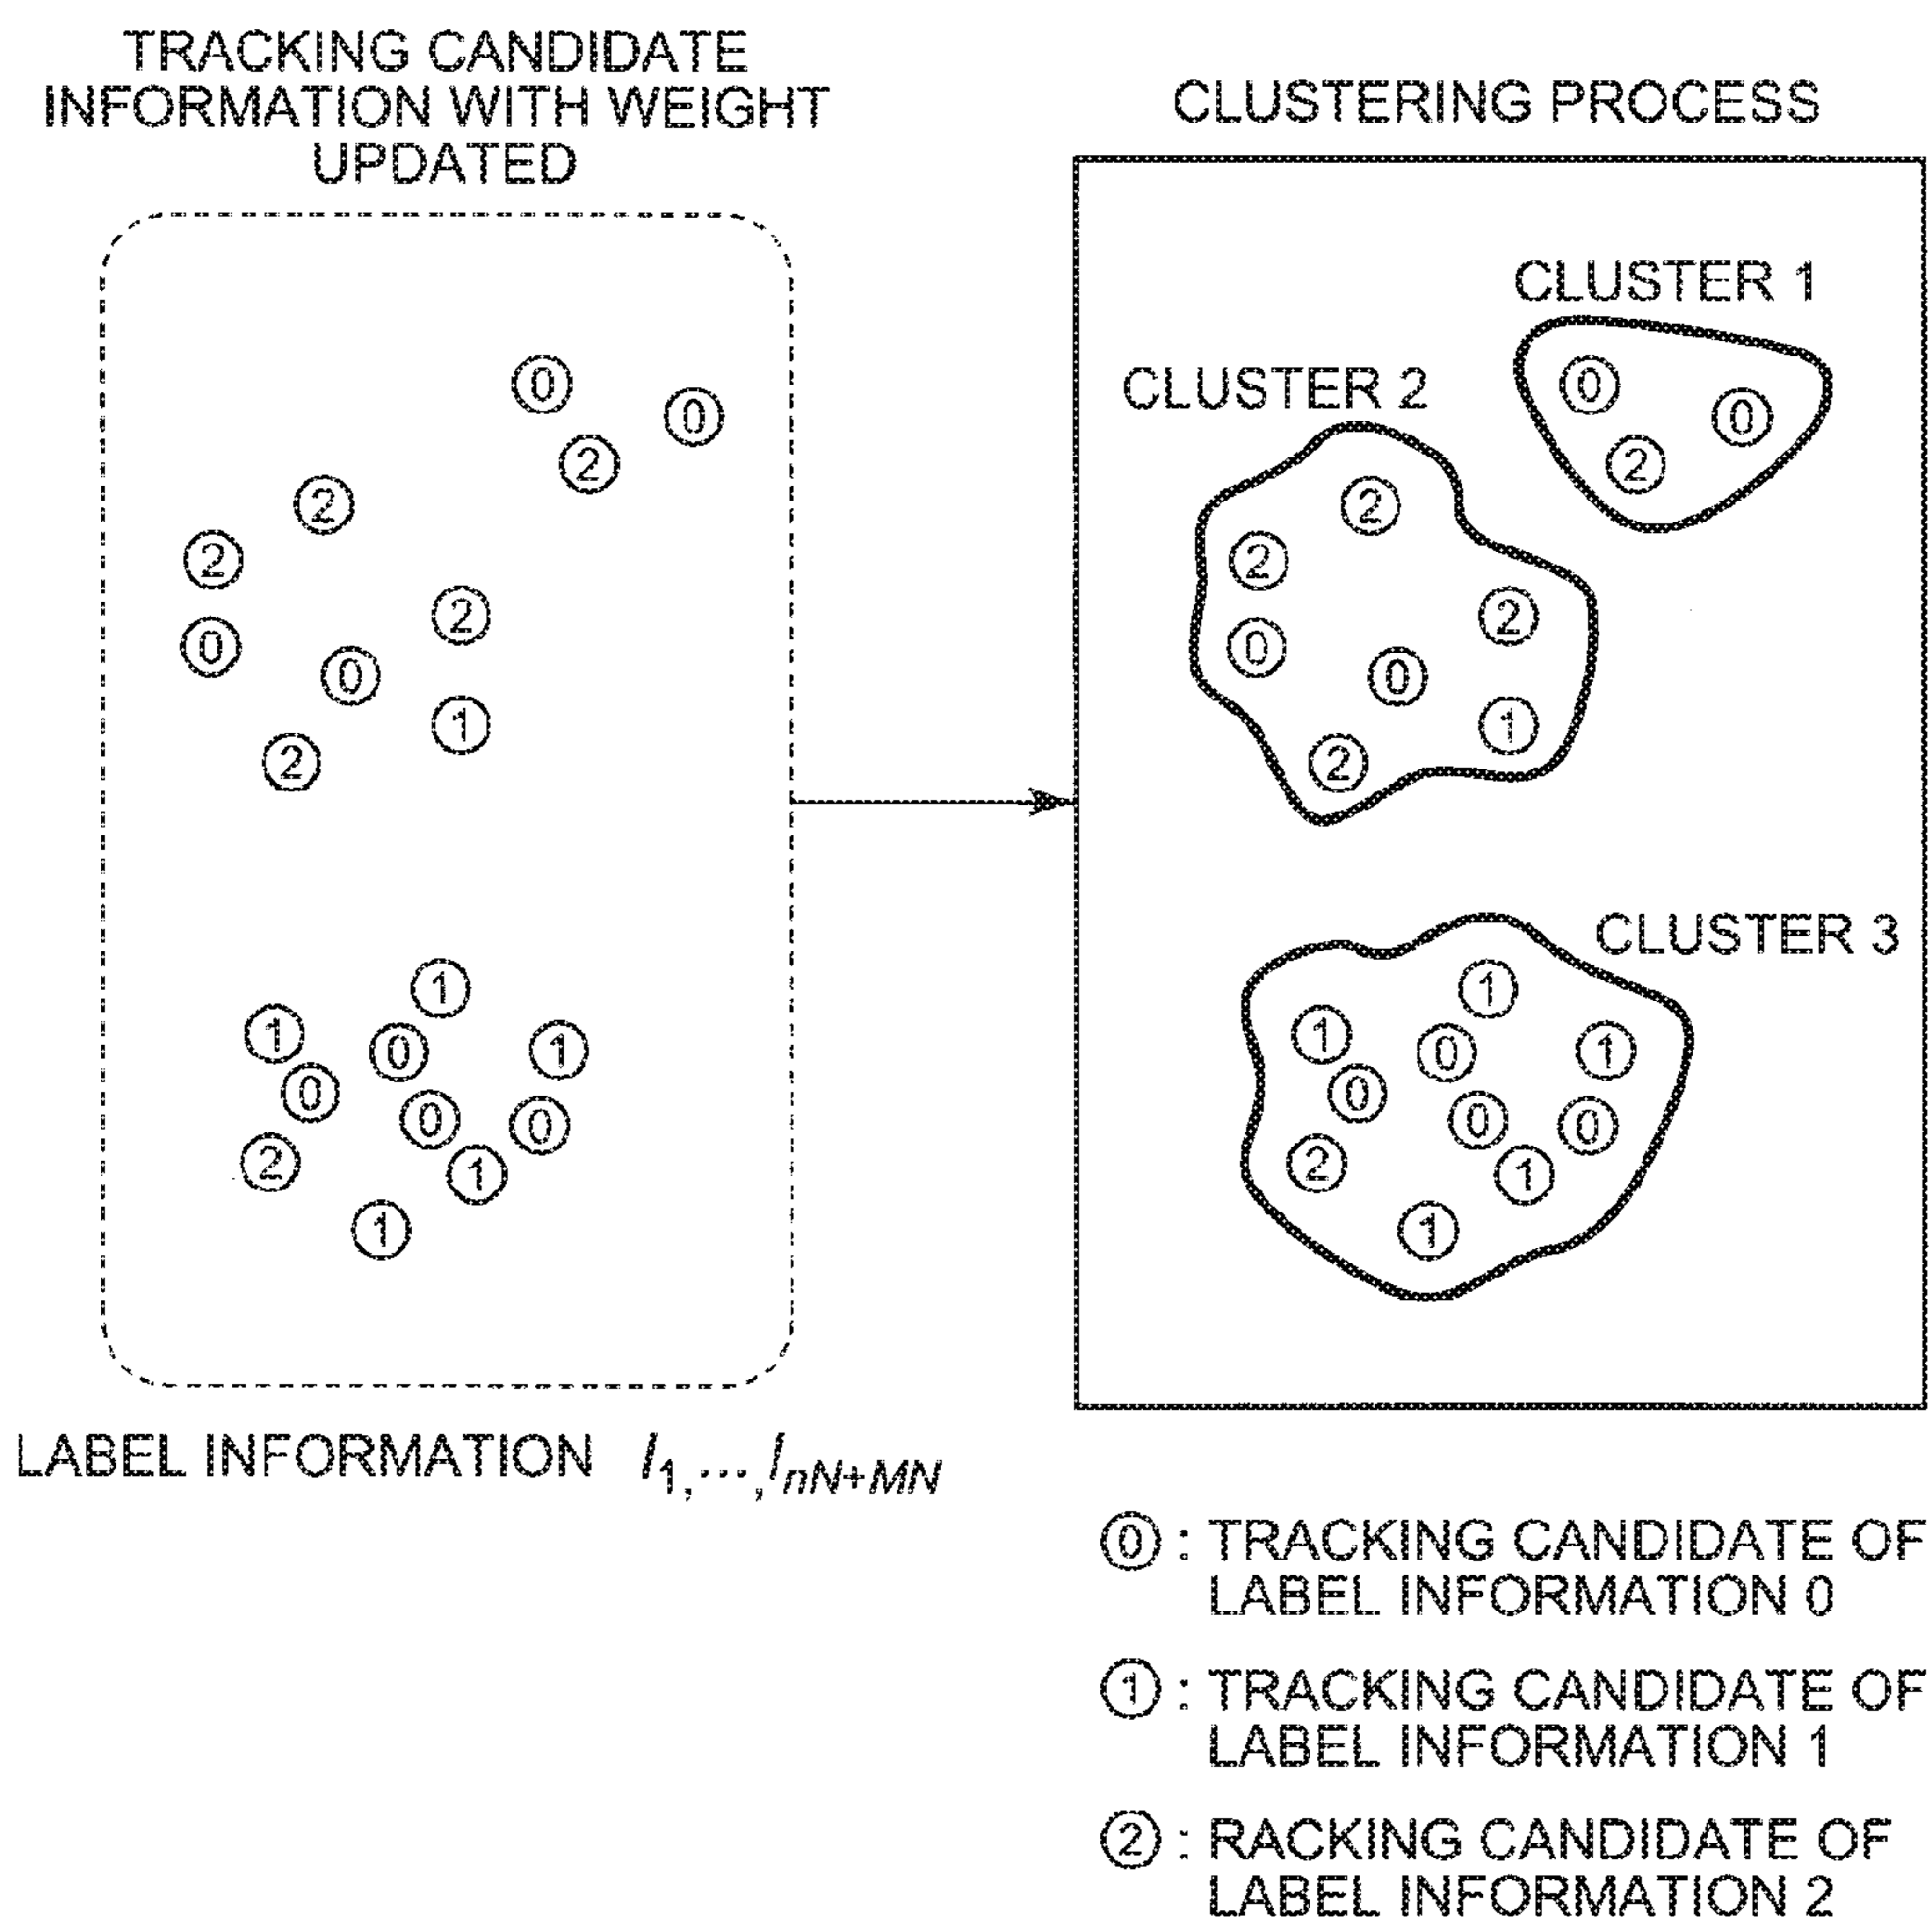 TRACKING CANDIDATE
INFORMATION WITH WEIGHT
UPDATED
0
0
2
2
2
2
0
0
1
2
1
1
0
1
0
0
0
2
1
1
LABEL INFORMATION l1,...,lnN+MN
CLUSTERING PROCESS
CLUSTER 1
0
0
2
CLUSTER 2
2
2
2
0
0
1
2
CLUSTER 3
1
1
0
1
0
0
0
2
1
1
0 : TRACKING CANDIDATE OF
LABEL INFORMATION 0
1 : TRACKING CANDIDATE OF
LABEL INFORMATION 1
2 : RACKING CANDIDATE OF
LABEL INFORMATION 2